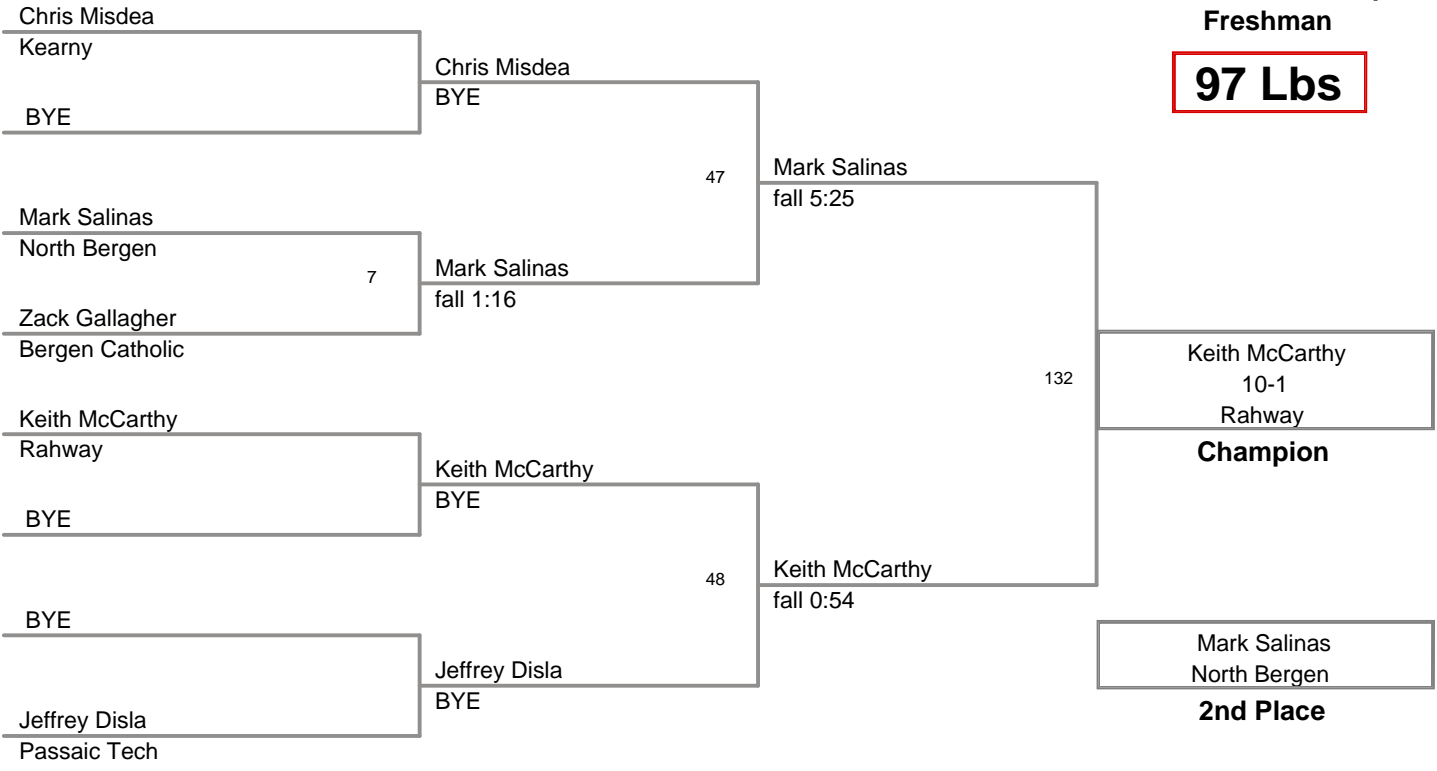 Freshman
97 Lbs
Chris Misdea
Kearny
BYE
Mark Salinas
North Bergen
7
Zack Gallagher
Bergen Catholic
Keith McCarthy
Rahway
BYE
BYE
Jeffrey Disla
Passaic Tech
Chris Misdea
BYE
47
Mark Salinas
fall 1:16
Keith McCarthy
BYE
48
Jeffrey Disla
BYE
Mark Salinas
fall 5:25
132
Keith McCarthy
fall 0:54
Keith McCarthy
10-1
Rahway
Champion
Mark Salinas
North Bergen
2nd Place